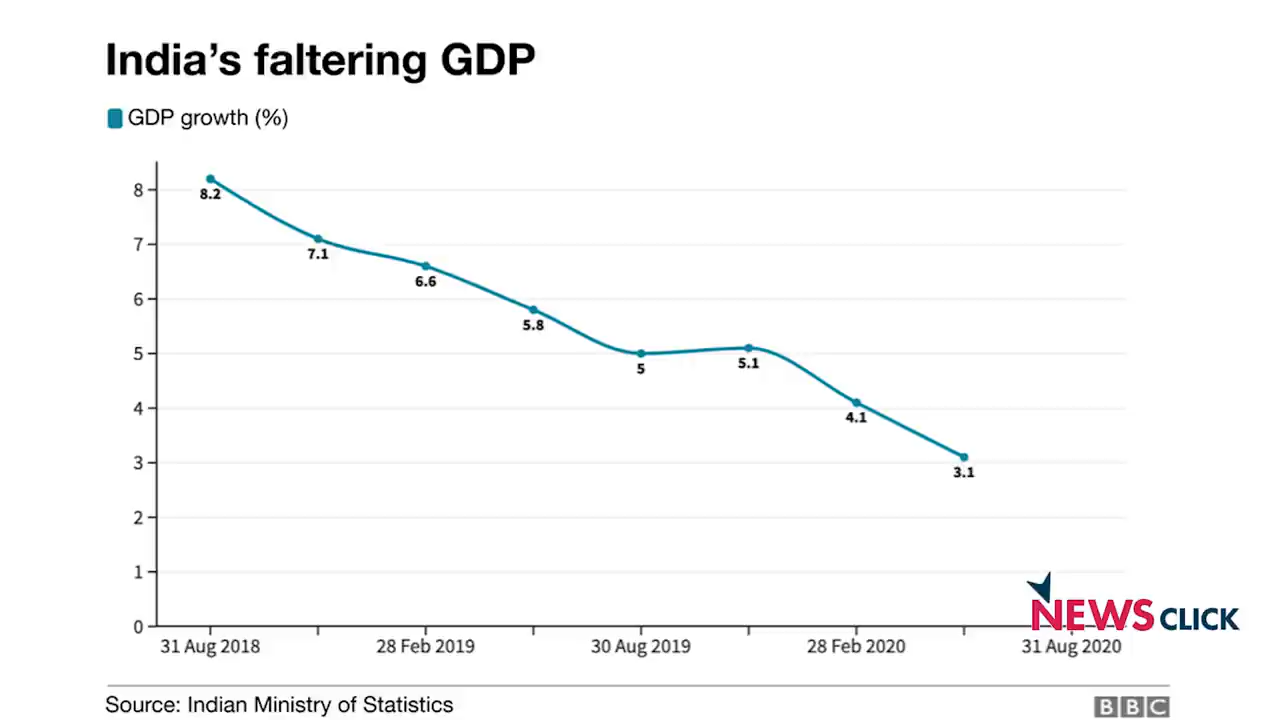 India's faltering GDP
GDP growth (%)
8
7
6
5
4
3
2
1
0
8.2
7.1
6.6
5.8
5
5.1
4.1
3.1
31 Aug 2018
28 Feb 2019
30 Aug 2019
28 Feb 2020
31 Aug 2020
NEWS CLICK
Source: Indian Ministry of Statistics
BBC